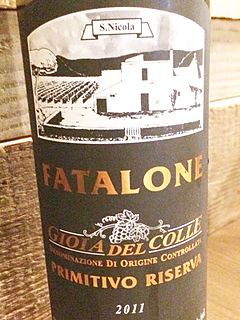 S.Nicola
FATALONE
GIOIA DEL COLLE
DENOMINAZIONE DI ORIGINE CONTROLLATA
PRIMITIVO RISERVA
2011